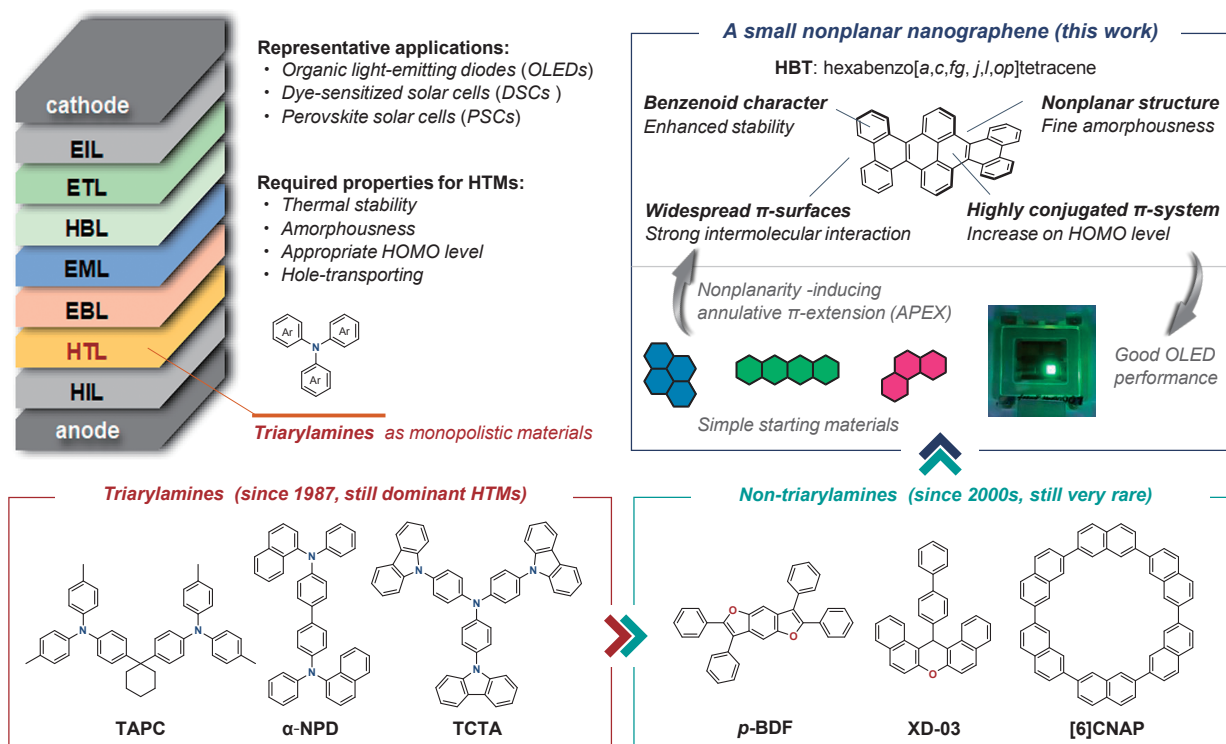 cathode
EIL
ETL
HBL
EML
EBL
HTL
HIL
anode
Representative applications:
· Organic light-emitting diodes (OLEDs)
· Dye-sensitized solar cells (DSCs )
· Perovskite solar cells (PSCs)
Required properties for HTMs:
· Thermal stability
· Amorphousness
· Appropriate HOMO level
· Hole-transporting
Ar
Ar
N
Ar
Triarylamines as monopolistic materials
A small nonplanar nanographene (this work)
HBT: hexabenzo[a,c,fg, j,l,op]tetracene
Benzenoid character
Enhanced stability
Nonplanar structure
Fine amorphousness
Widespread π-surfaces
Strong intermolecular interaction
Highly conjugated π-system
Increase on HOMO level
Nonplanarity -inducing
annulative π-extension (APEX)
Simple starting materials
Good OLED
performance
Triarylamines (since 1987, still dominant HTMs)
N
N
TAPC
N
N
α-NPD
N
N
N
N
TCTA
Non-triarylamines (since 2000s, still very rare)
O
O
p-BDF
O
XD-03
[6]CNAP